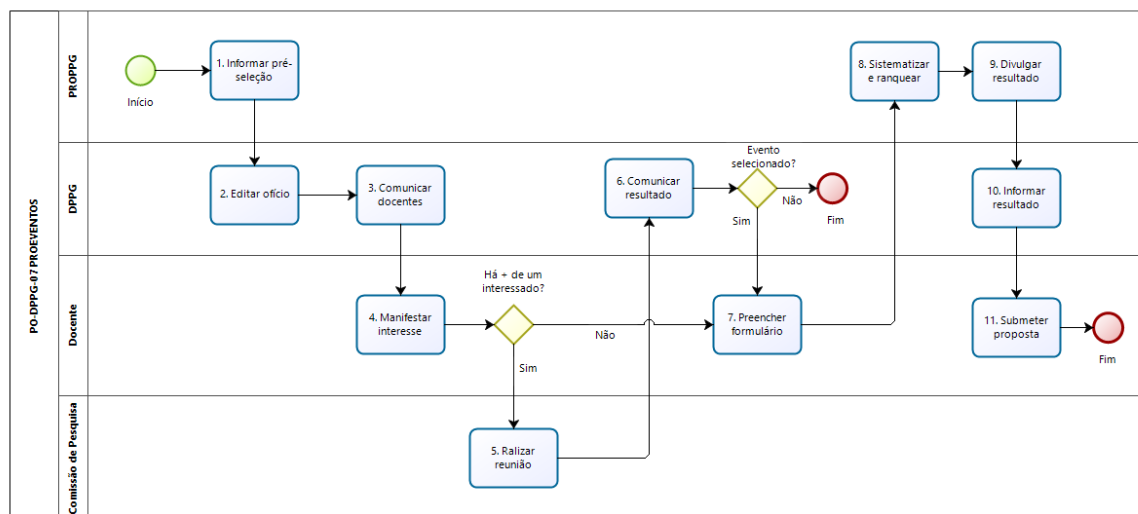 PO-DPPG-07 PROEVENTOS
PROPPG
Início
1. Informar pré-
seleção
8. Sistematizar
e ranquear
9. Divulgar
resultado
DPPG
2. Editar ofício
3. Comunicar
docentes
6. Comunicar
resultado
Evento
selecionado?
Não
Sim
Fim
10. Informar
resultado
Docente
4. Manifestar
interesse
Há + de um
interessado?
Não
Sim
7. Preencher
formulário
11. Submeter
proposta
Fim
Comissão de Pesquisa
5. Ralizar
reunião